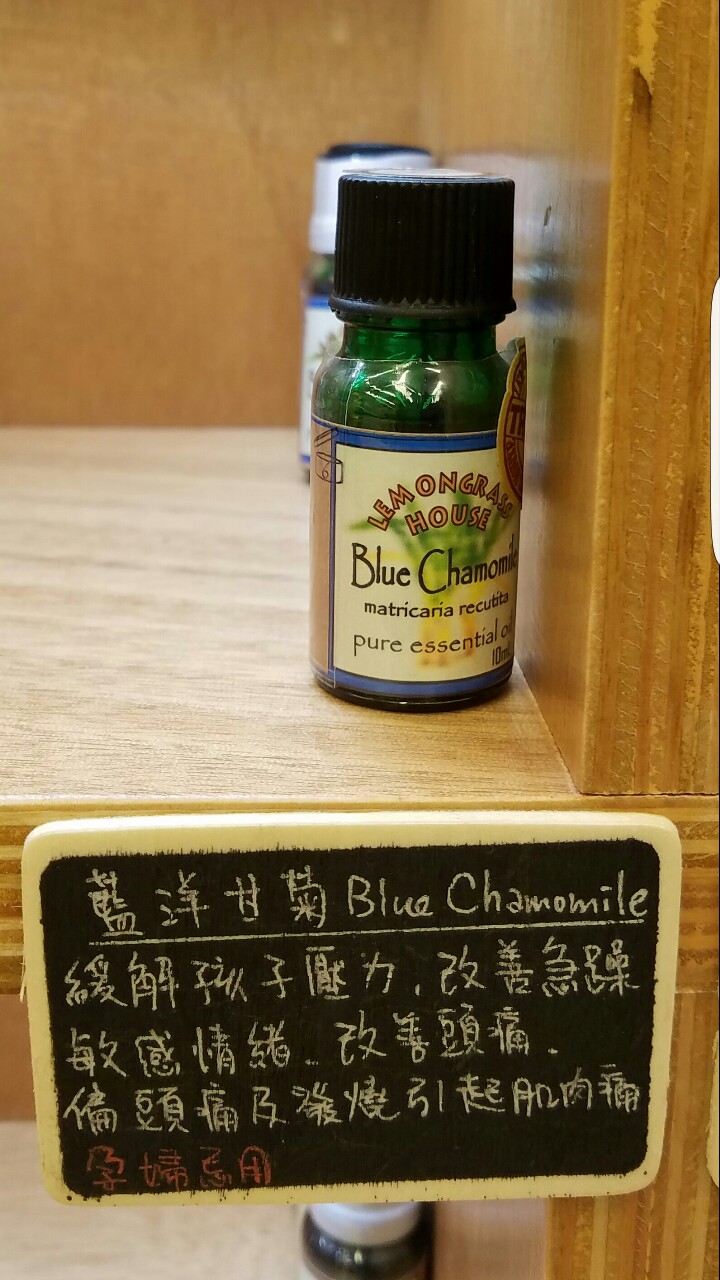 LEMONGRASS
HOUSE
Blue Chamomile
matricaria recutita
pure essential oil
10ml
藍洋甘菊 Blue Chamomile
緩解孩子壓力,改善急躁
敏感情緒. 改善頭痛.
偏頭痛及發燒引起肌肉痛
孕婦忌用